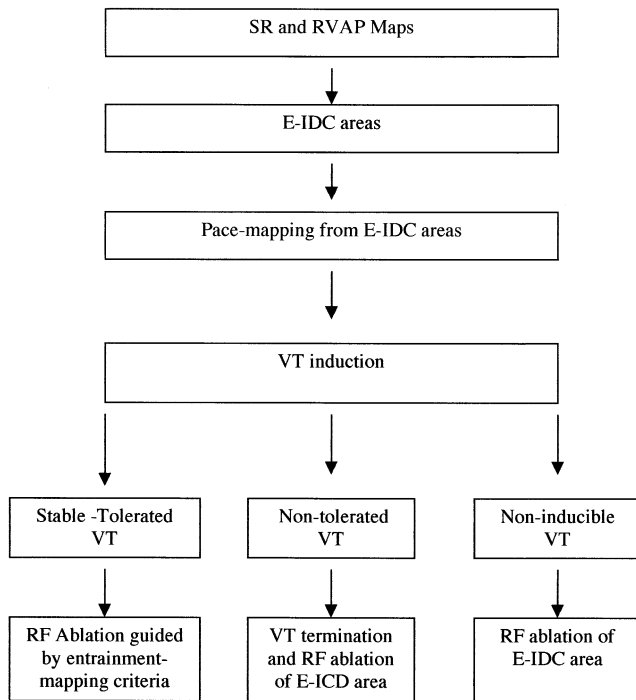 SR and RVAP Maps
E-IDC areas
Pace-mapping from E-IDC areas
VT induction
Stable -Tolerated
VT
Non-tolerated
VT
Non-inducible
VT
RF Ablation guided
by entrainment-
mapping criteria
VT termination
and RF ablation
of E-ICD area
RF ablation of
E-IDC area